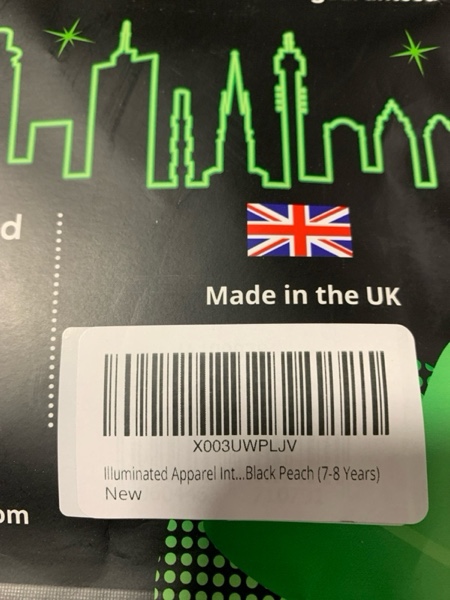 Made in the UK
X003UWPLJV
Illuminated Apparel Int...Black Peach (7-8 Years)
New